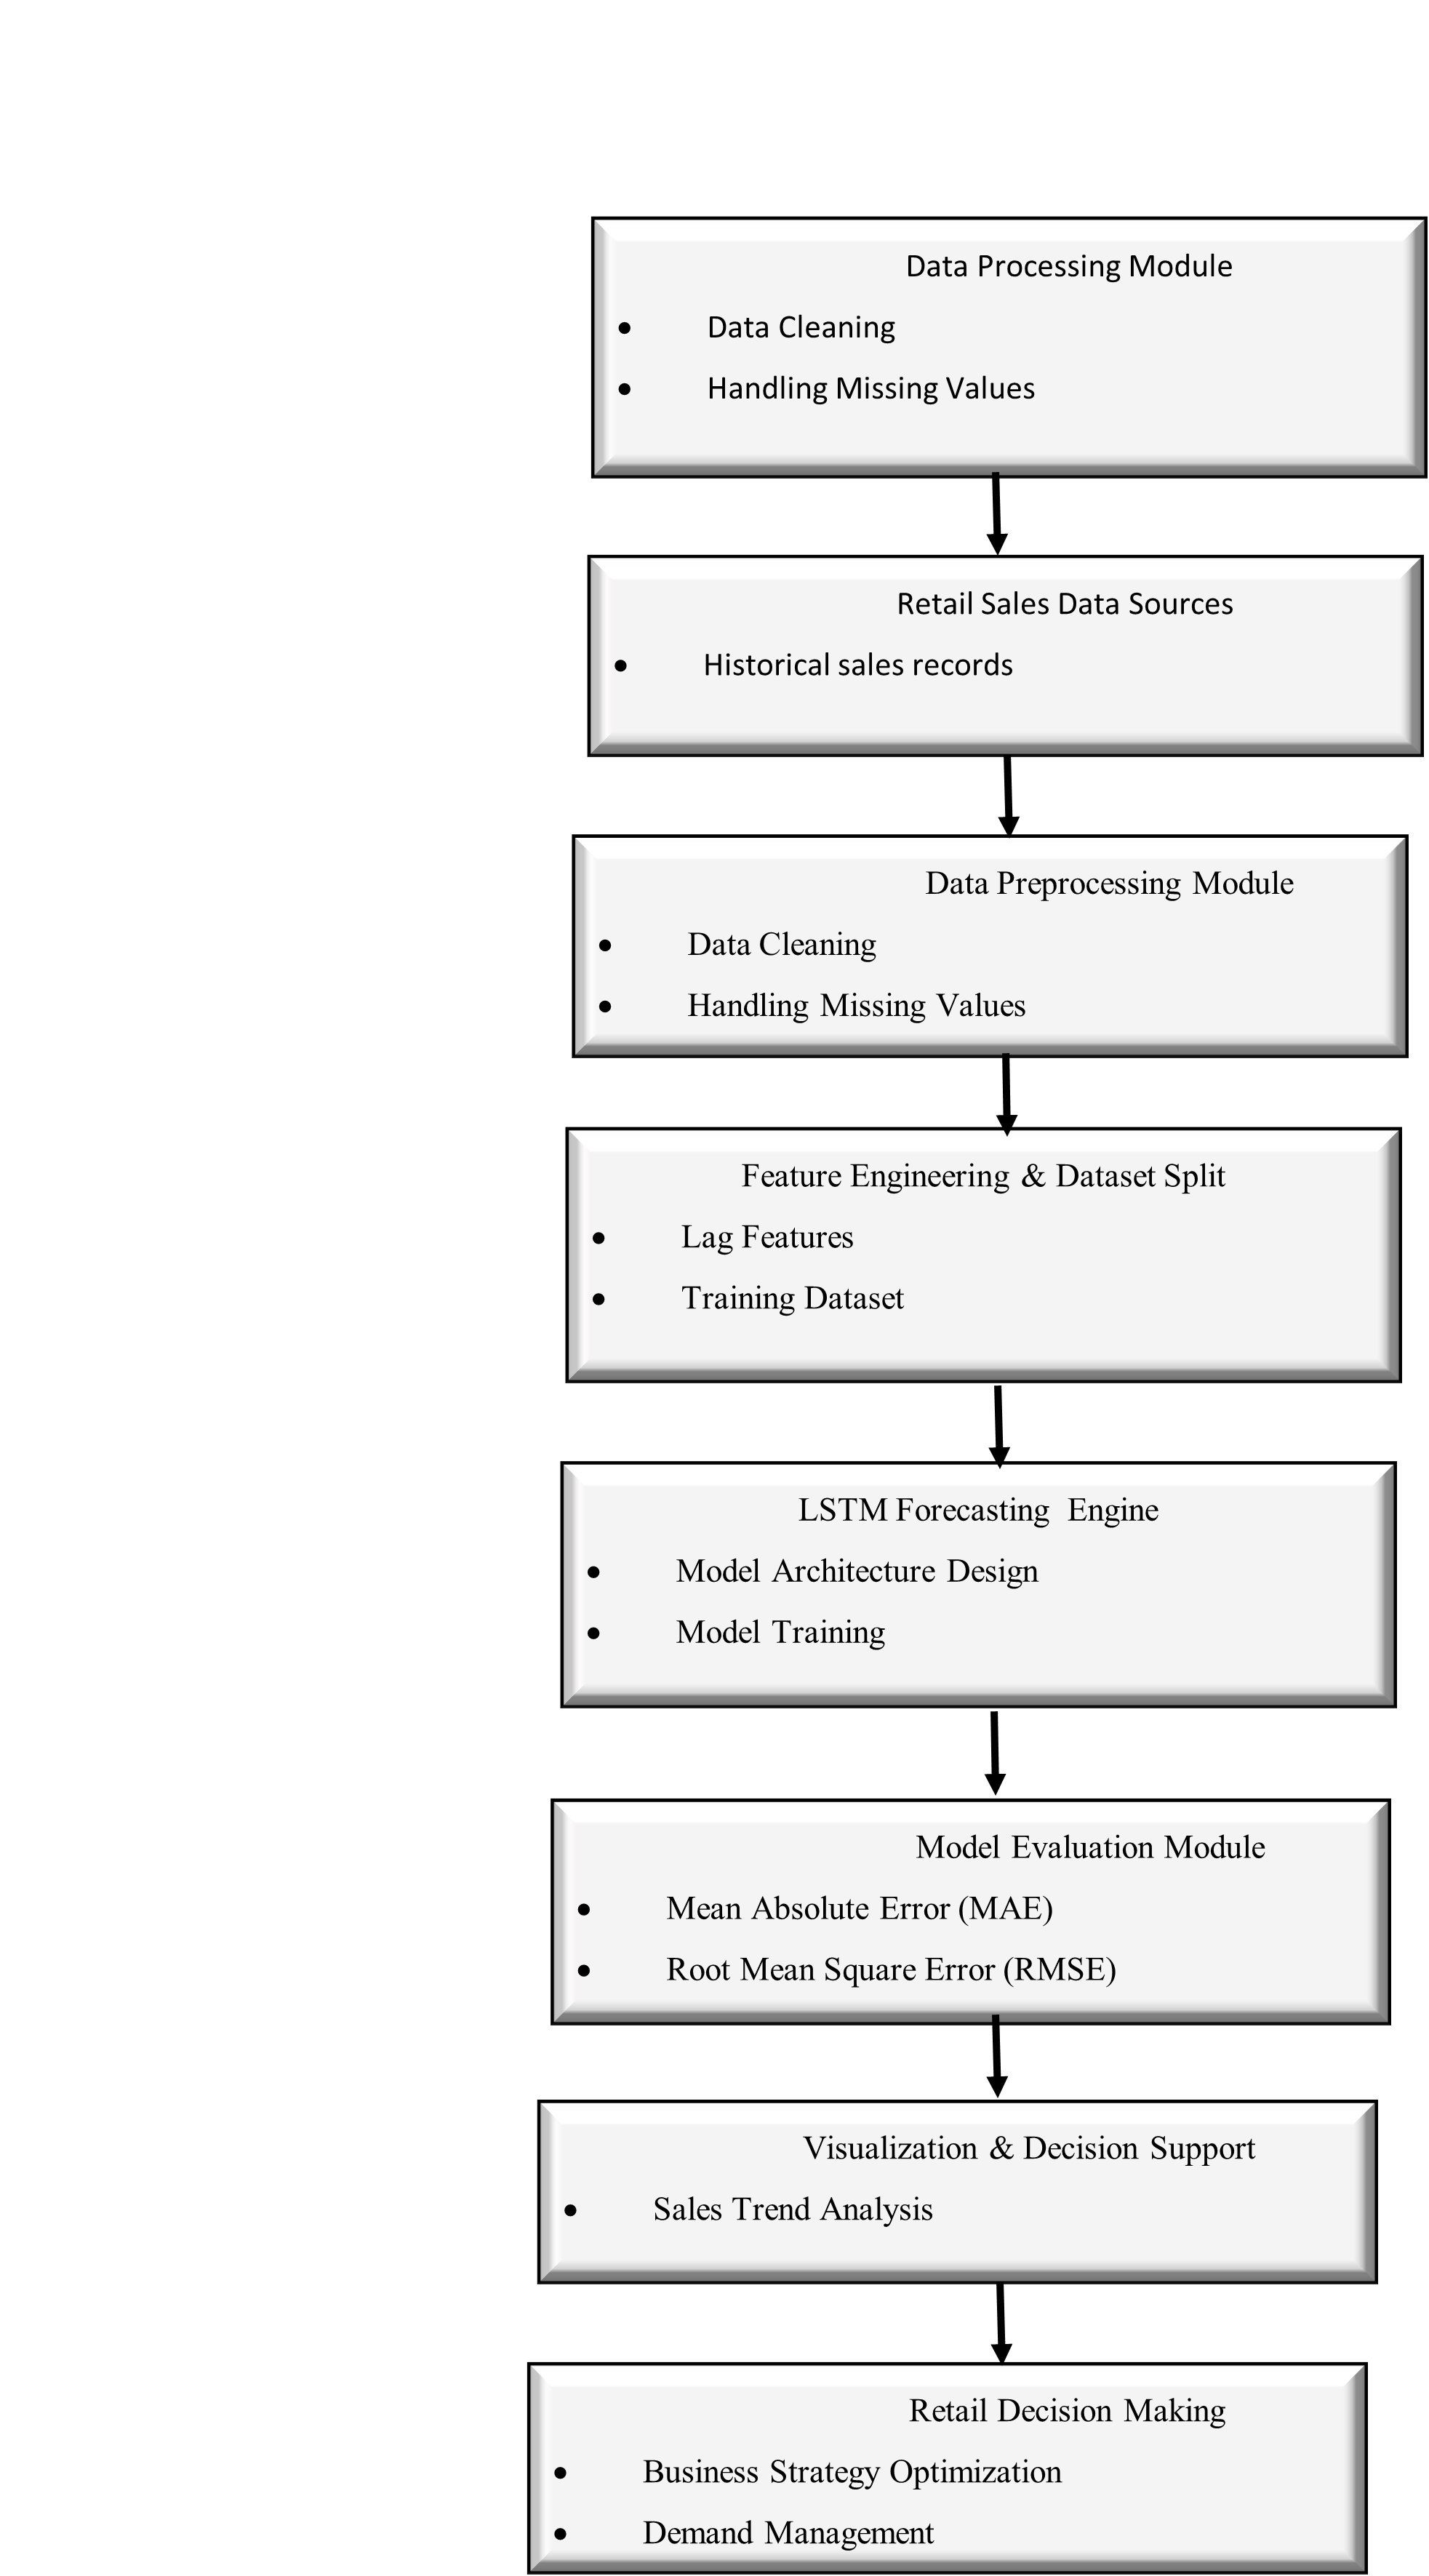 Data Processing Module
• Data Cleaning
• Handling Missing Values
Retail Sales Data Sources
• Historical sales records
Data Preprocessing Module
• Data Cleaning
• Handling Missing Values
Feature Engineering & Dataset Split
• Lag Features
• Training Dataset
LSTM Forecasting  Engine
• Model Architecture Design
• Model Training
Model Evaluation Module
• Mean Absolute Error (MAE)
• Root Mean Square Error (RMSE)
Visualization & Decision Support
• Sales Trend Analysis
Retail Decision Making
• Business Strategy Optimization
• Demand Management